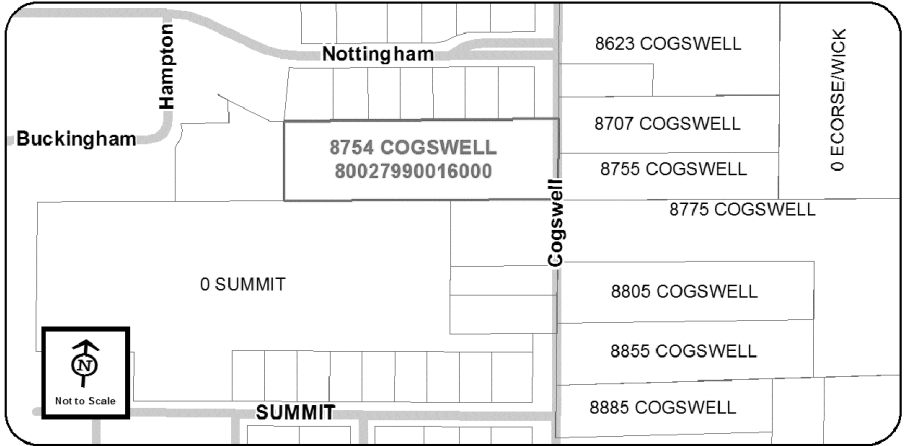 8623 COGSWELL
Nottingham
Hampton
0 ECORSE/WICK
8707 COGSWELL
Buckingham
8754 COGSWELL
80027990016000
8755 COGSWELL
Cogswell
8775 COGSWELL
0 SUMMIT
8805 COGSWELL
N
Not to Scale
8855 COGSWELL
SUMMIT
8885 COGSWELL